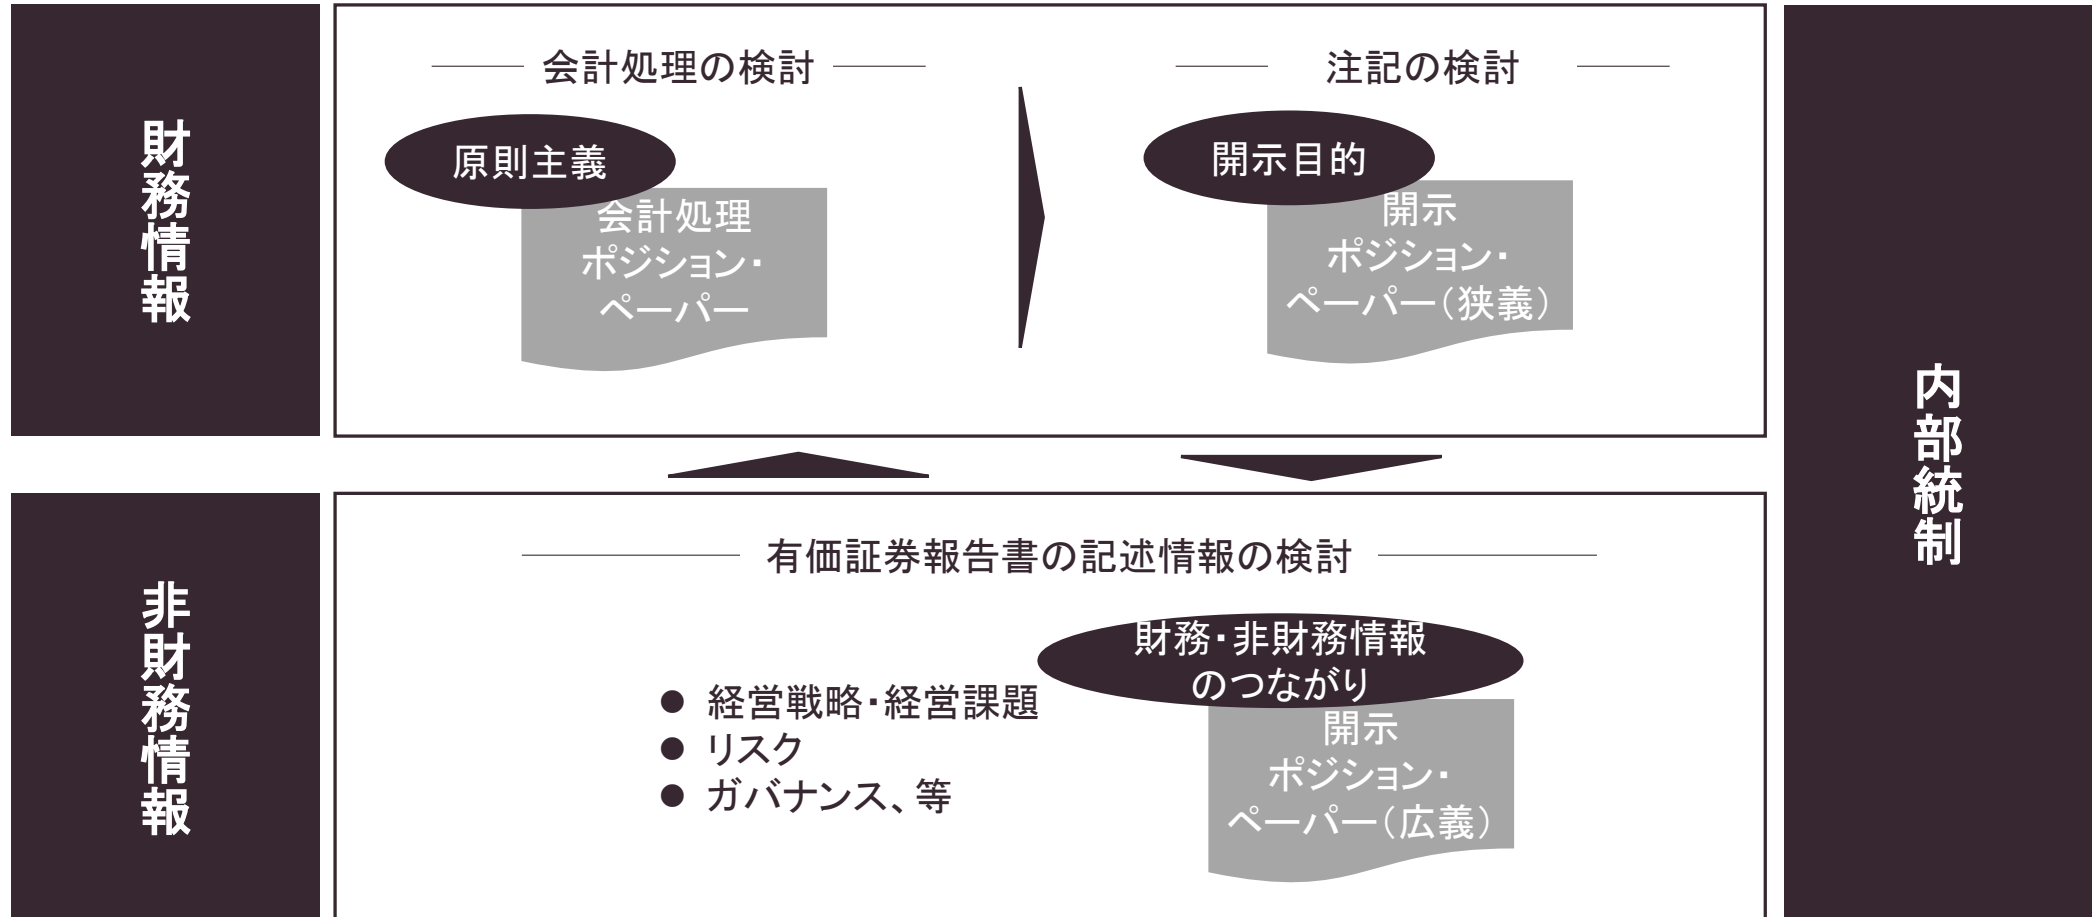 財務情報
会計処理の検討
原則主義
会計処理
ポジション・
ペーパー
注記の検討
開示目的
開示
ポジション・
ペーパー（狭義）
非財務情報
有価証券報告書の記述情報の検討
● 経営戦略・経営課題
● リスク
● ガバナンス、等
財務・非財務情報
のつながり
開示
ポジション・
ペーパー（広義）
内部統制